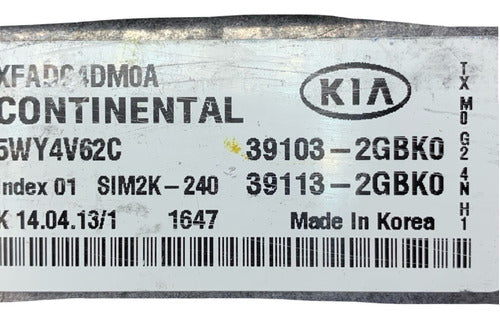 XFADC4DM0A
CONTINENTAL
KIA
5WY4V62C
39103-2GBK0
Index 01 SIM2K-240
39113-2GBK0
K 14.04.13/1 1647
Made In Korea
TX M0 G2 4N H1